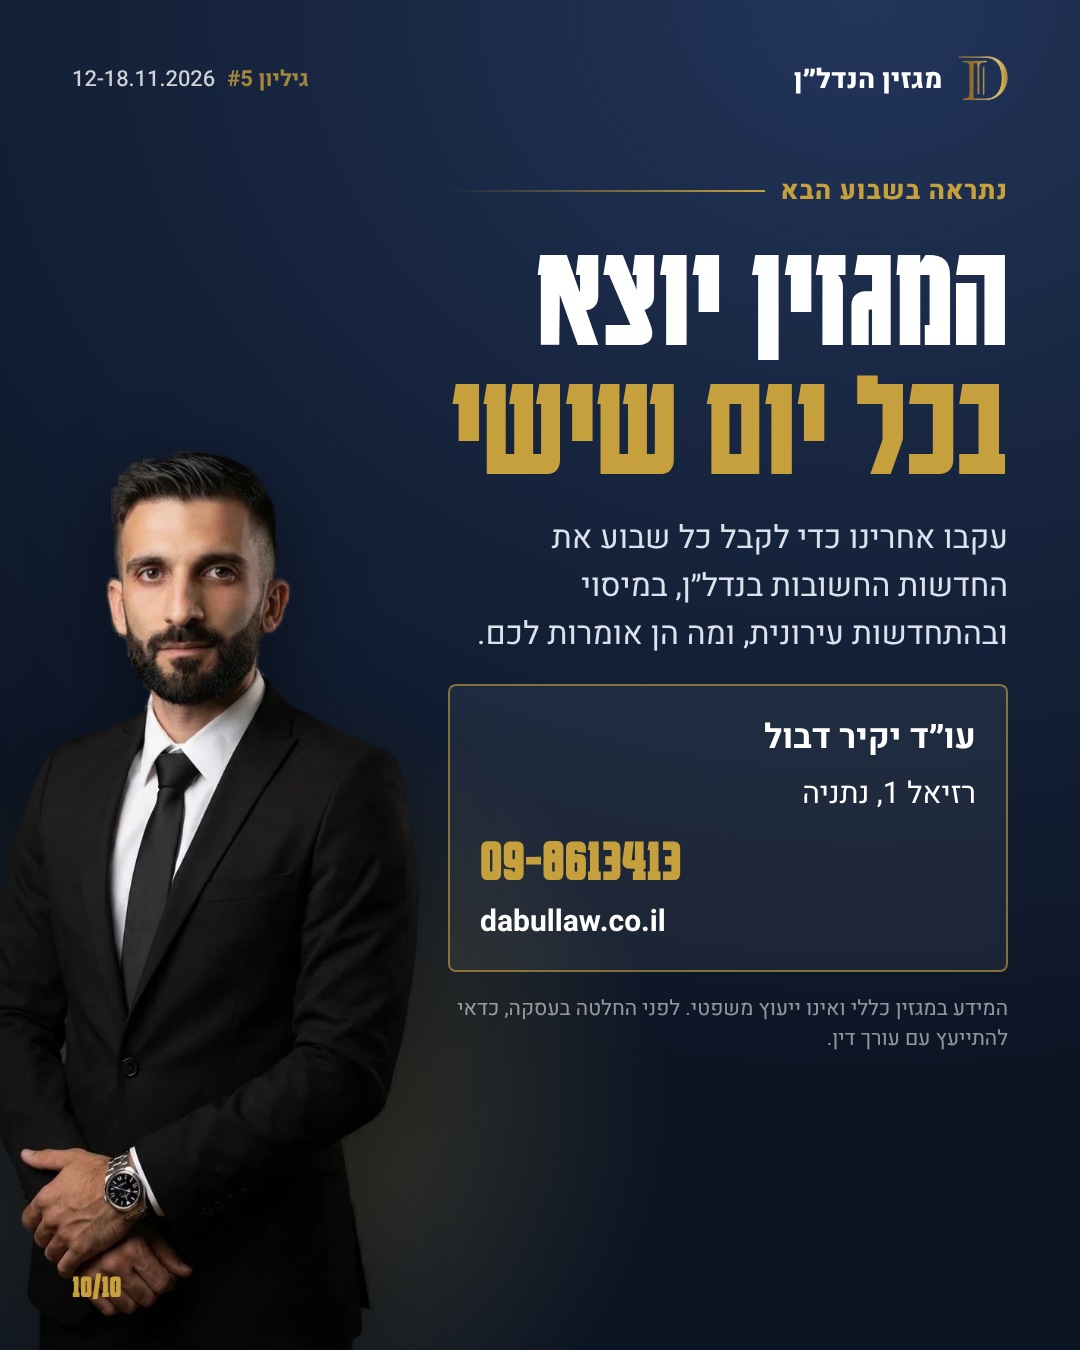 מגזין הנדל״ן
גיליון #5 12-18.11.2026
נתראה בשבוע הבא
המגזין יוצא
בכל יום שישי
עקבו אחרינו כדי לקבל כל שבוע את
החדשות החשובות בנדל״ן, במיסוי
ובהתחדשות עירונית, ומה הן אומרות לכם.
עו״ד יקיר דבול
רזיאל 1, נתניה
09-8613413
dabullaw.co.il
המידע במגזין כללי ואינו ייעוץ משפטי. לפני החלטה בעסקה, כדאי
להתייעץ עם עורך דין.
10/10